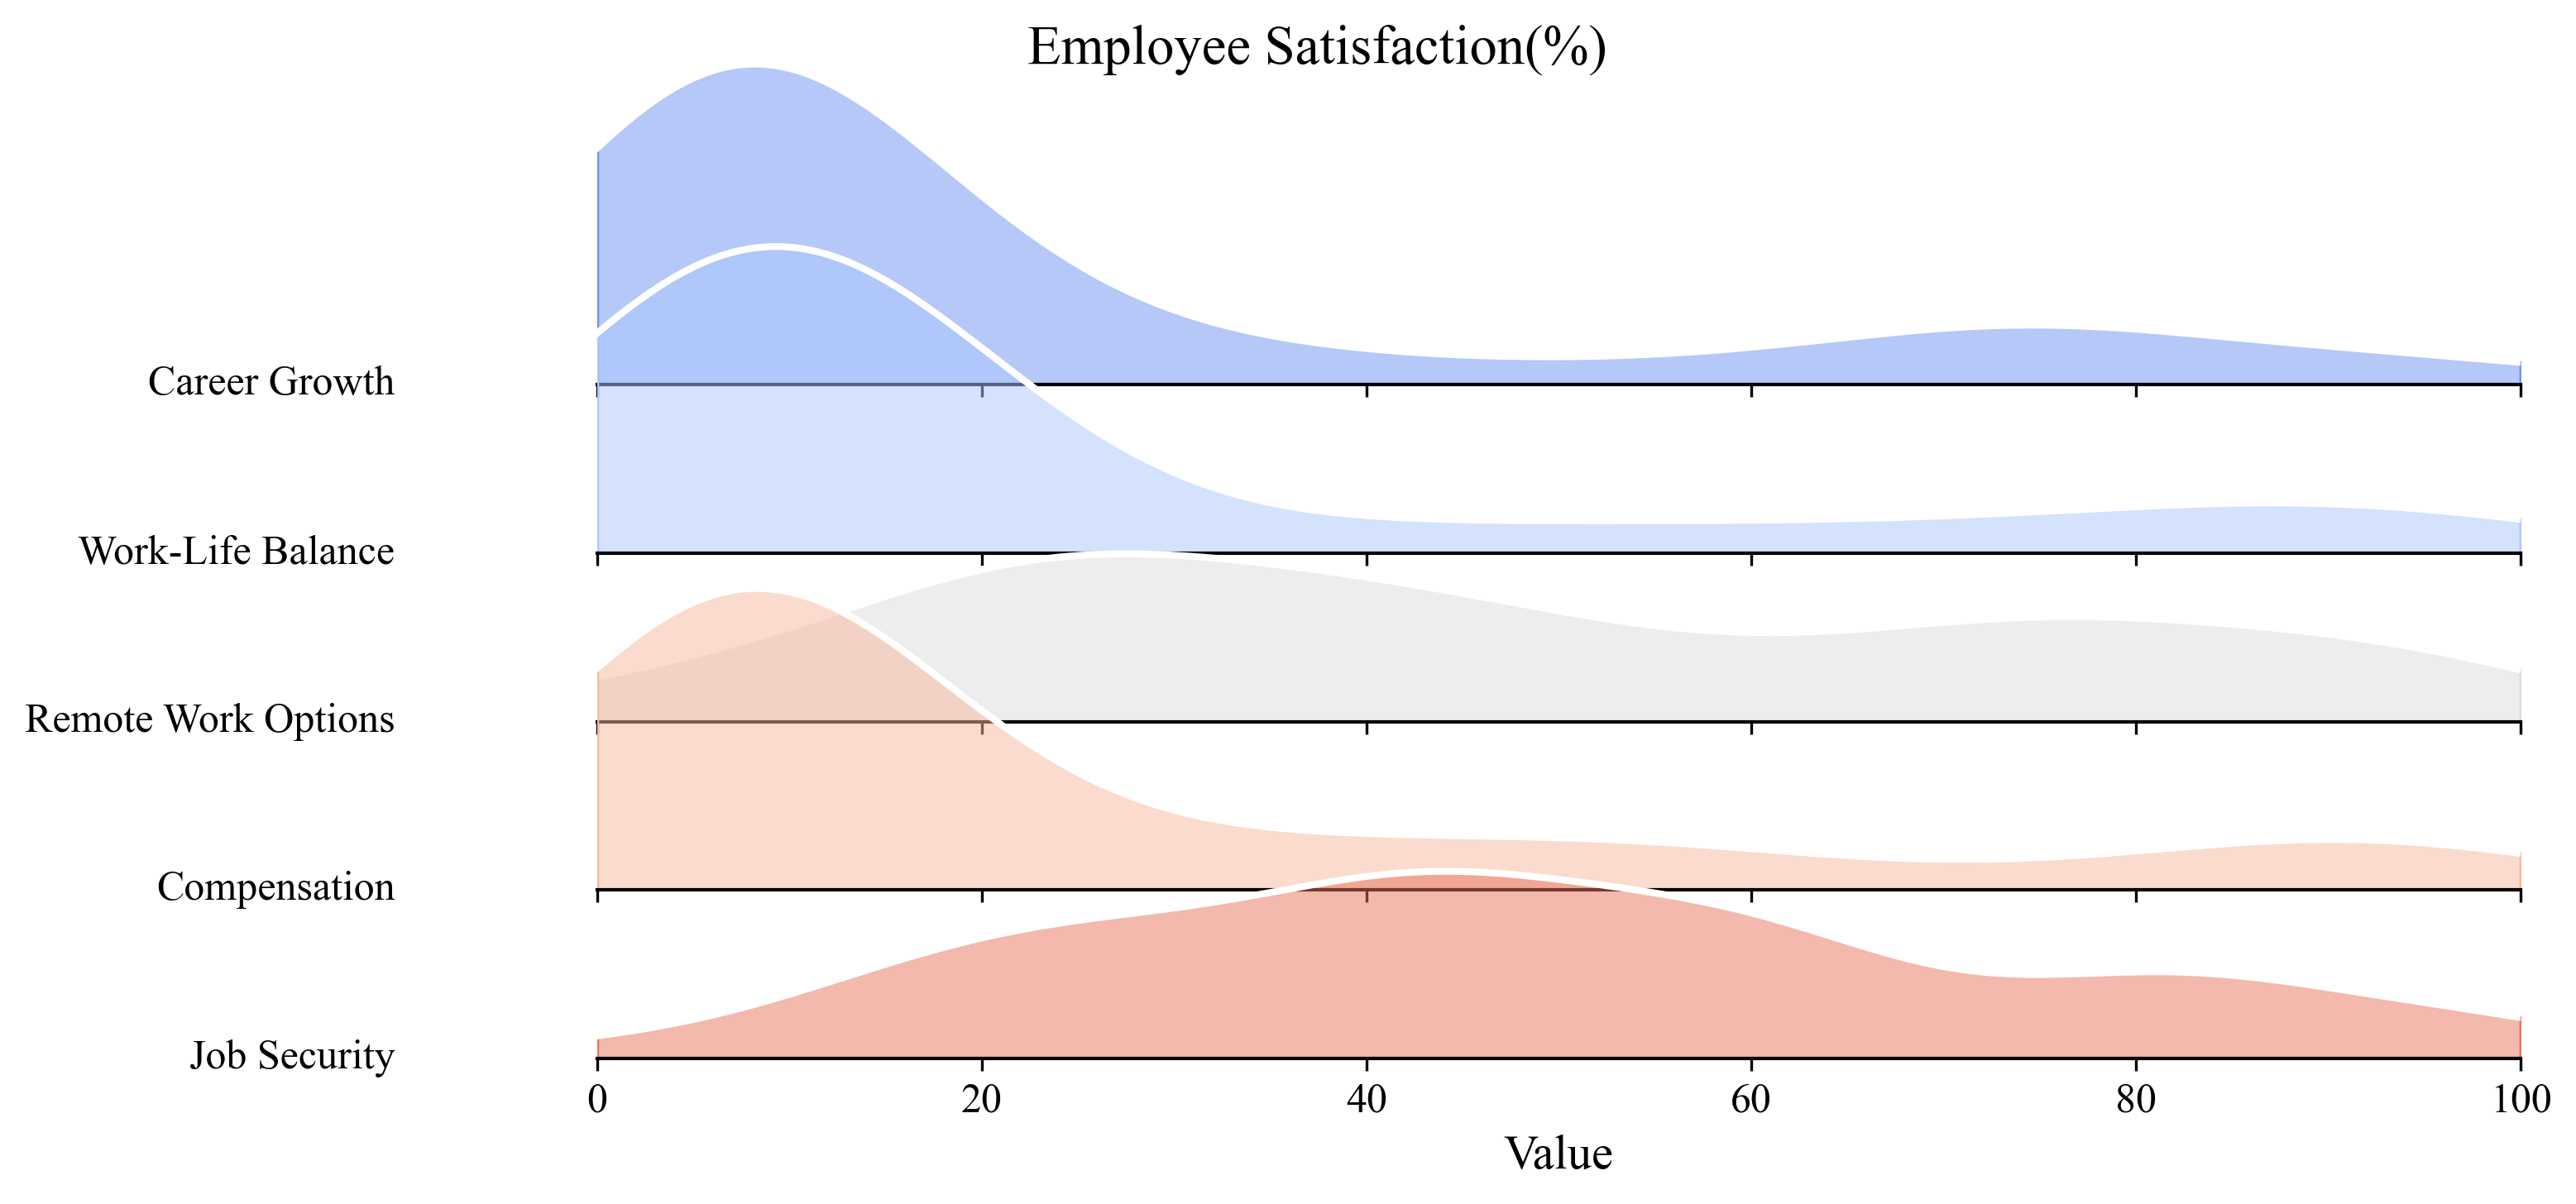 Employee Satisfaction(%)
Career Growth
Work-Life Balance
Remote Work Options
Compensation
Job Security
0 20 40 60 80 100
Value